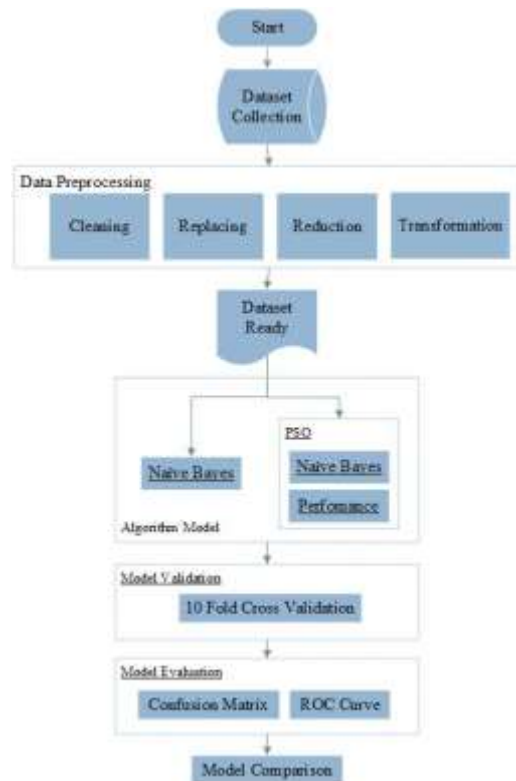 Start
Dataset
Collection
Data Preprocessing
Cleaning
Replacing
Reduction
Transformation
Dataset
Ready
PSO
Naive Bayes
Naive Bayes
Perfomance
Algorithm Model
Model Validation
10 Fold Cross Validation
Model Evaluation
Confusion Matrix
ROC Curve
Model Comparison